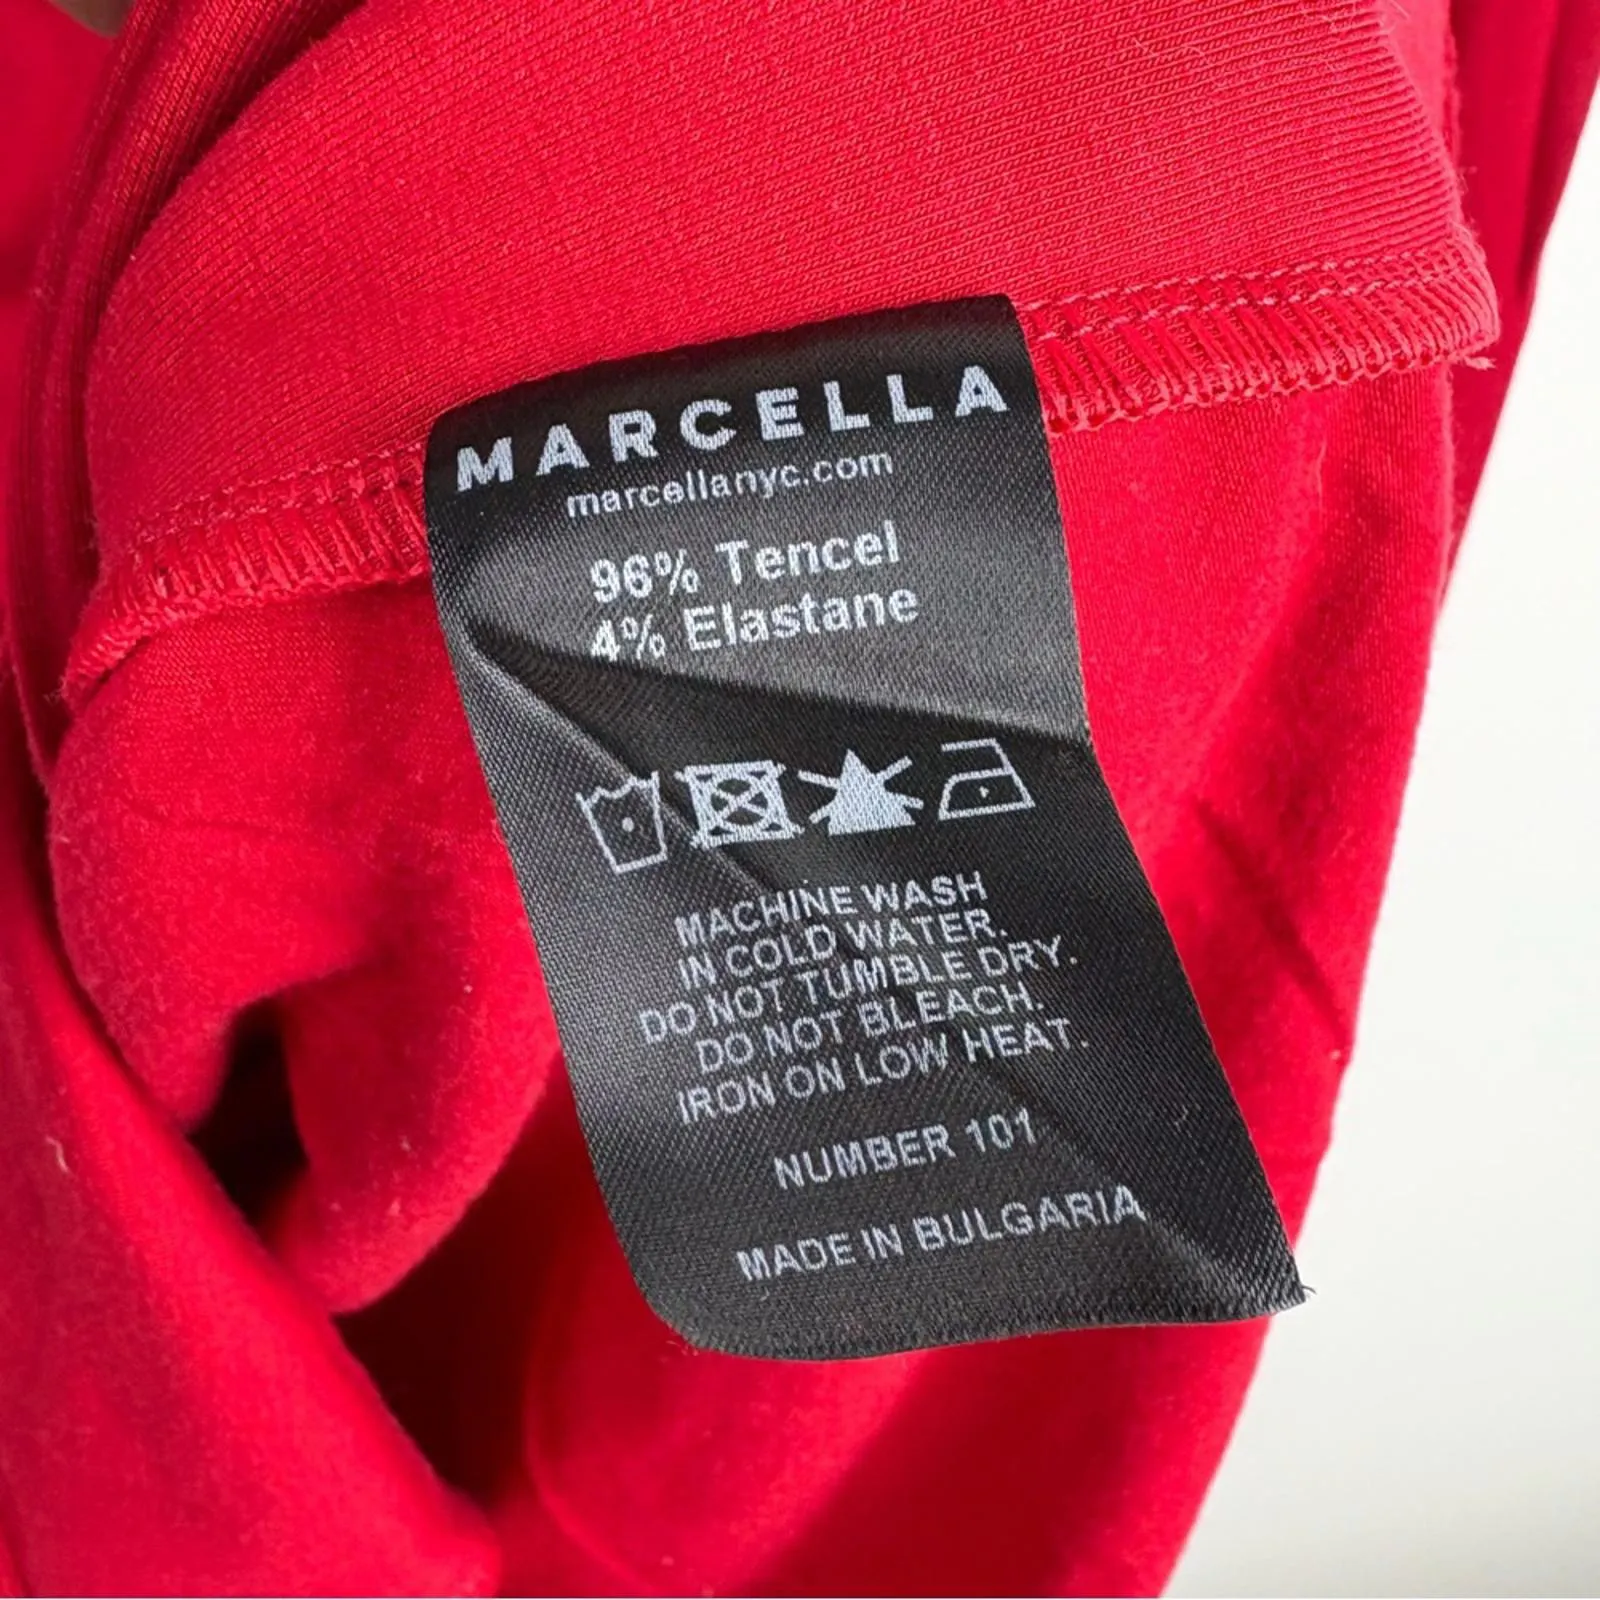 MARCELLA
marcellanyc.com
96% Tencel
4% Elastane
MACHINE WASH
IN COLD WATER.
DO NOT TUMBLE DRY.
DO NOT BLEACH.
IRON ON LOW HEAT.
NUMBER 101
MADE IN BULGARIA